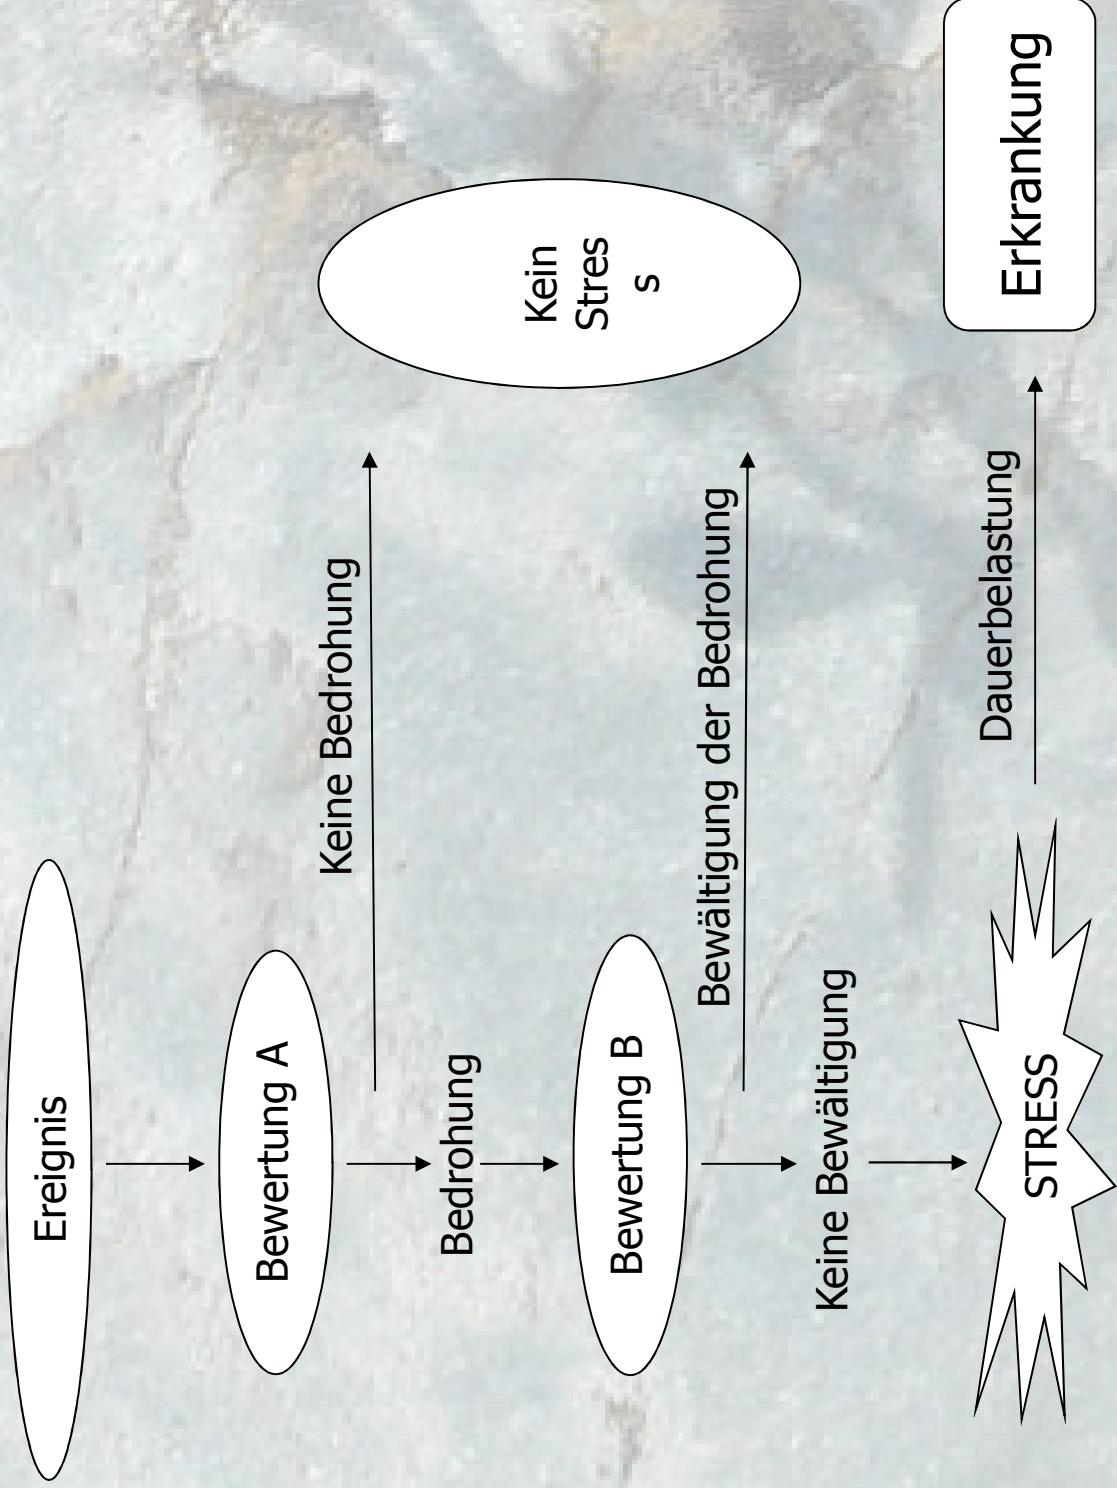 Ereignis
Bewertung A
Keine Bedrohung
Bedrohung
Kein
Stres
s
Bewertung B
Bewältigung der Bedrohung
Keine Bewältigung
STRESS
Dauerbelastung
Erkrankung